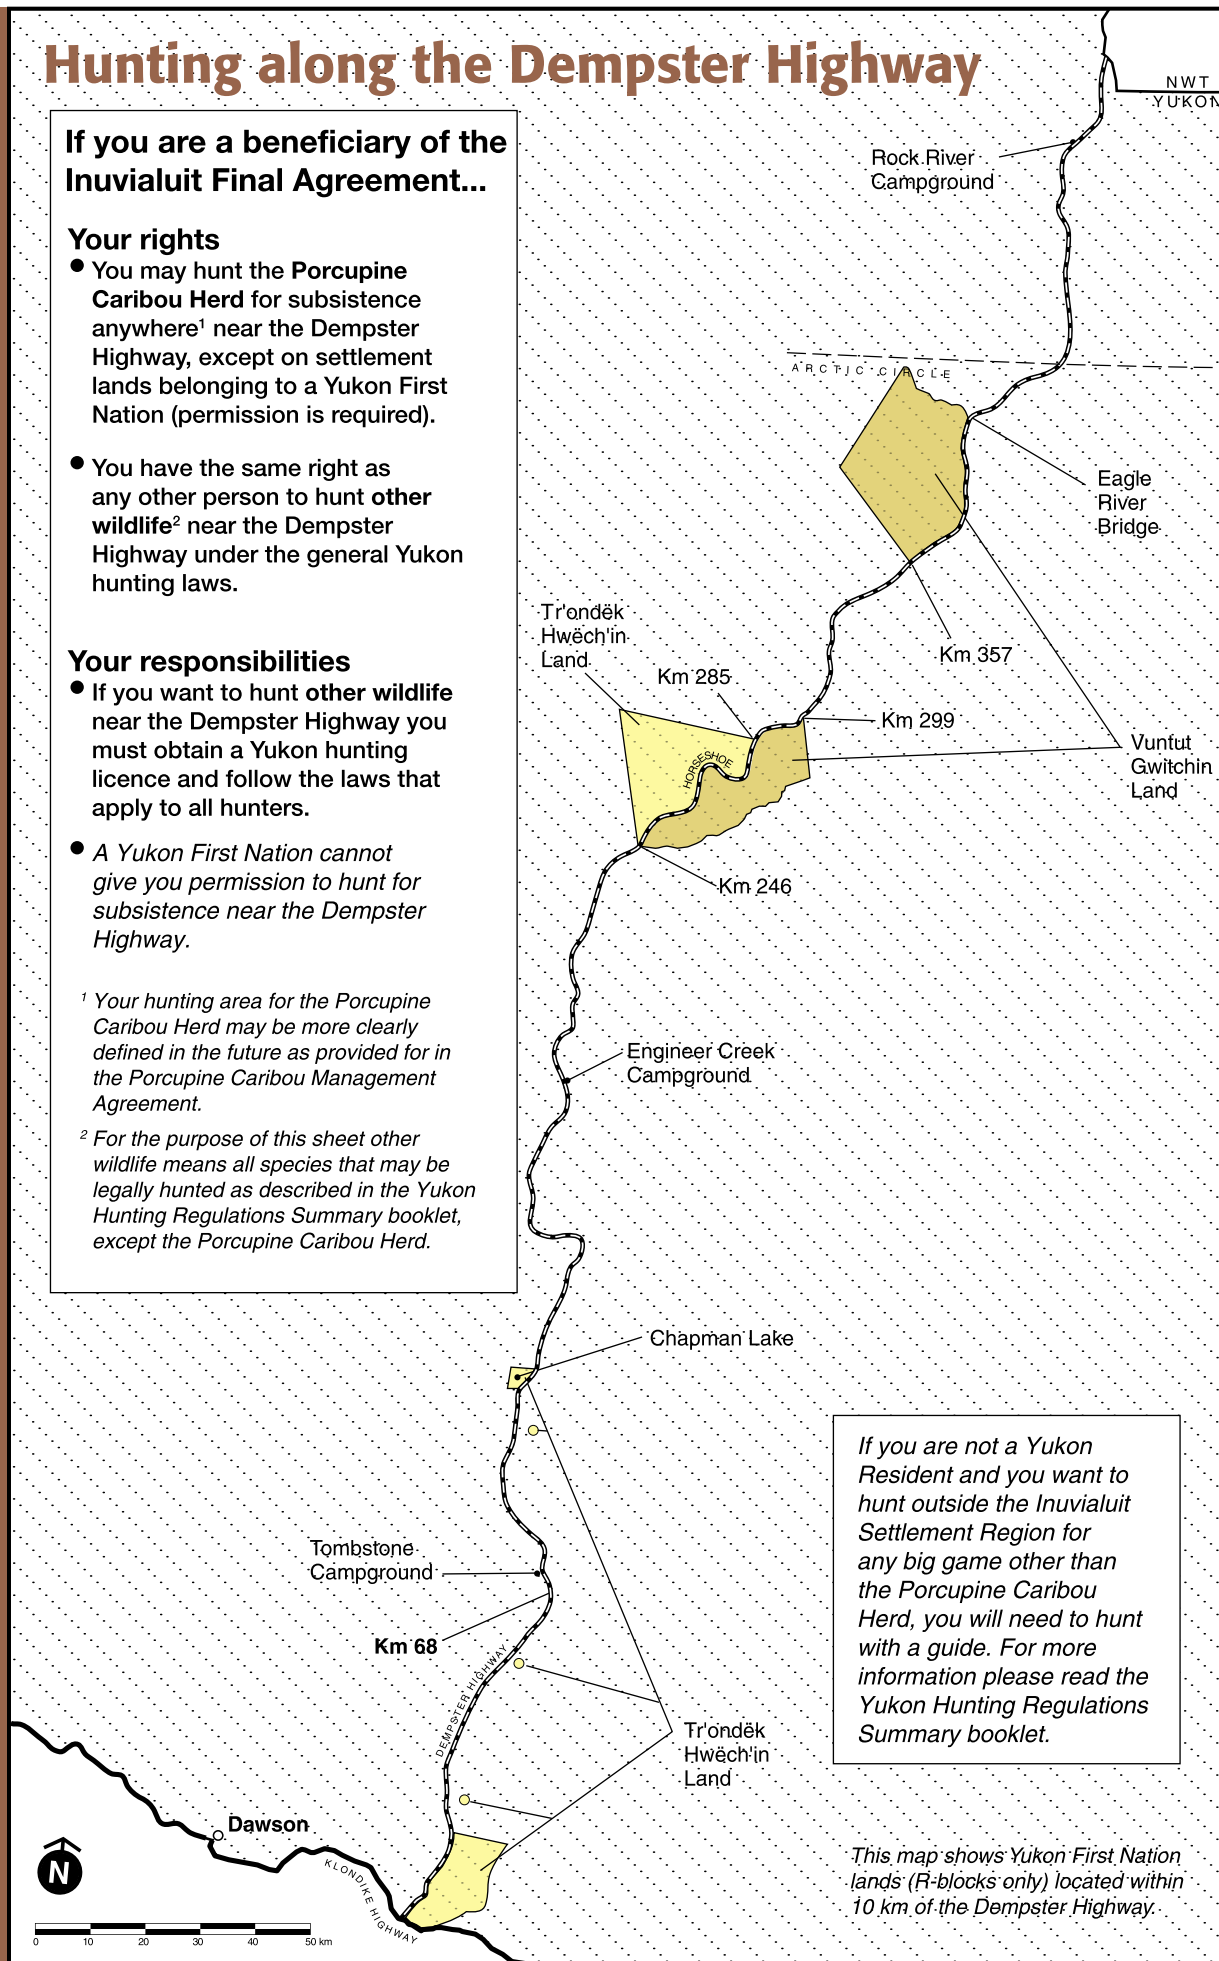 Hunting along the Dempster Highway
If you are a beneficiary of the
Inuvialuit Final Agreement...
Your rights
● You may hunt the Porcupine
Caribou Herd for subsistence
anywhere¹ near the Dempster
Highway, except on settlement
lands belonging to a Yukon First
Nation (permission is required).
● You have the same right as
any other person to hunt other
wildlife² near the Dempster
Highway under the general Yukon
hunting laws.
Your responsibilities
● If you want to hunt other wildlife
near the Dempster Highway you
must obtain a Yukon hunting
licence and follow the laws that
apply to all hunters.
● A Yukon First Nation cannot
give you permission to hunt for
subsistence near the Dempster
Highway.
¹ Your hunting area for the Porcupine
Caribou Herd may be more clearly
defined in the future as provided for in
the Porcupine Caribou Management
Agreement.
² For the purpose of this sheet other
wildlife means all species that may be
legally hunted as described in the Yukon
Hunting Regulations Summary booklet,
except the Porcupine Caribou Herd.
NWT
YUKON
Rock River
Campground
ARCTIC CIRCLE
Eagle
River
Bridge
Tr'ondëk
Hwëch'in
Land
Km 357
Km 285
Km 299
Vuntut
Gwitchin
Land
HORSESHOE
Km 246
Engineer Creek
Campground
Chapman Lake
Tombstone
Campground
Km 68
DEMPSTER HIGHWAY
Tr'ondëk
Hwëch'in
Land
Dawson
KLONDIKE HIGHWAY
N
0 10 20 30 40 50 km
If you are not a Yukon
Resident and you want to
hunt outside the Inuvialuit
Settlement Region for
any big game other than
the Porcupine Caribou
Herd, you will need to hunt
with a guide. For more
information please read the
Yukon Hunting Regulations
Summary booklet.
This map shows Yukon First Nation
lands (R-blocks only) located within
10 km of the Dempster Highway.